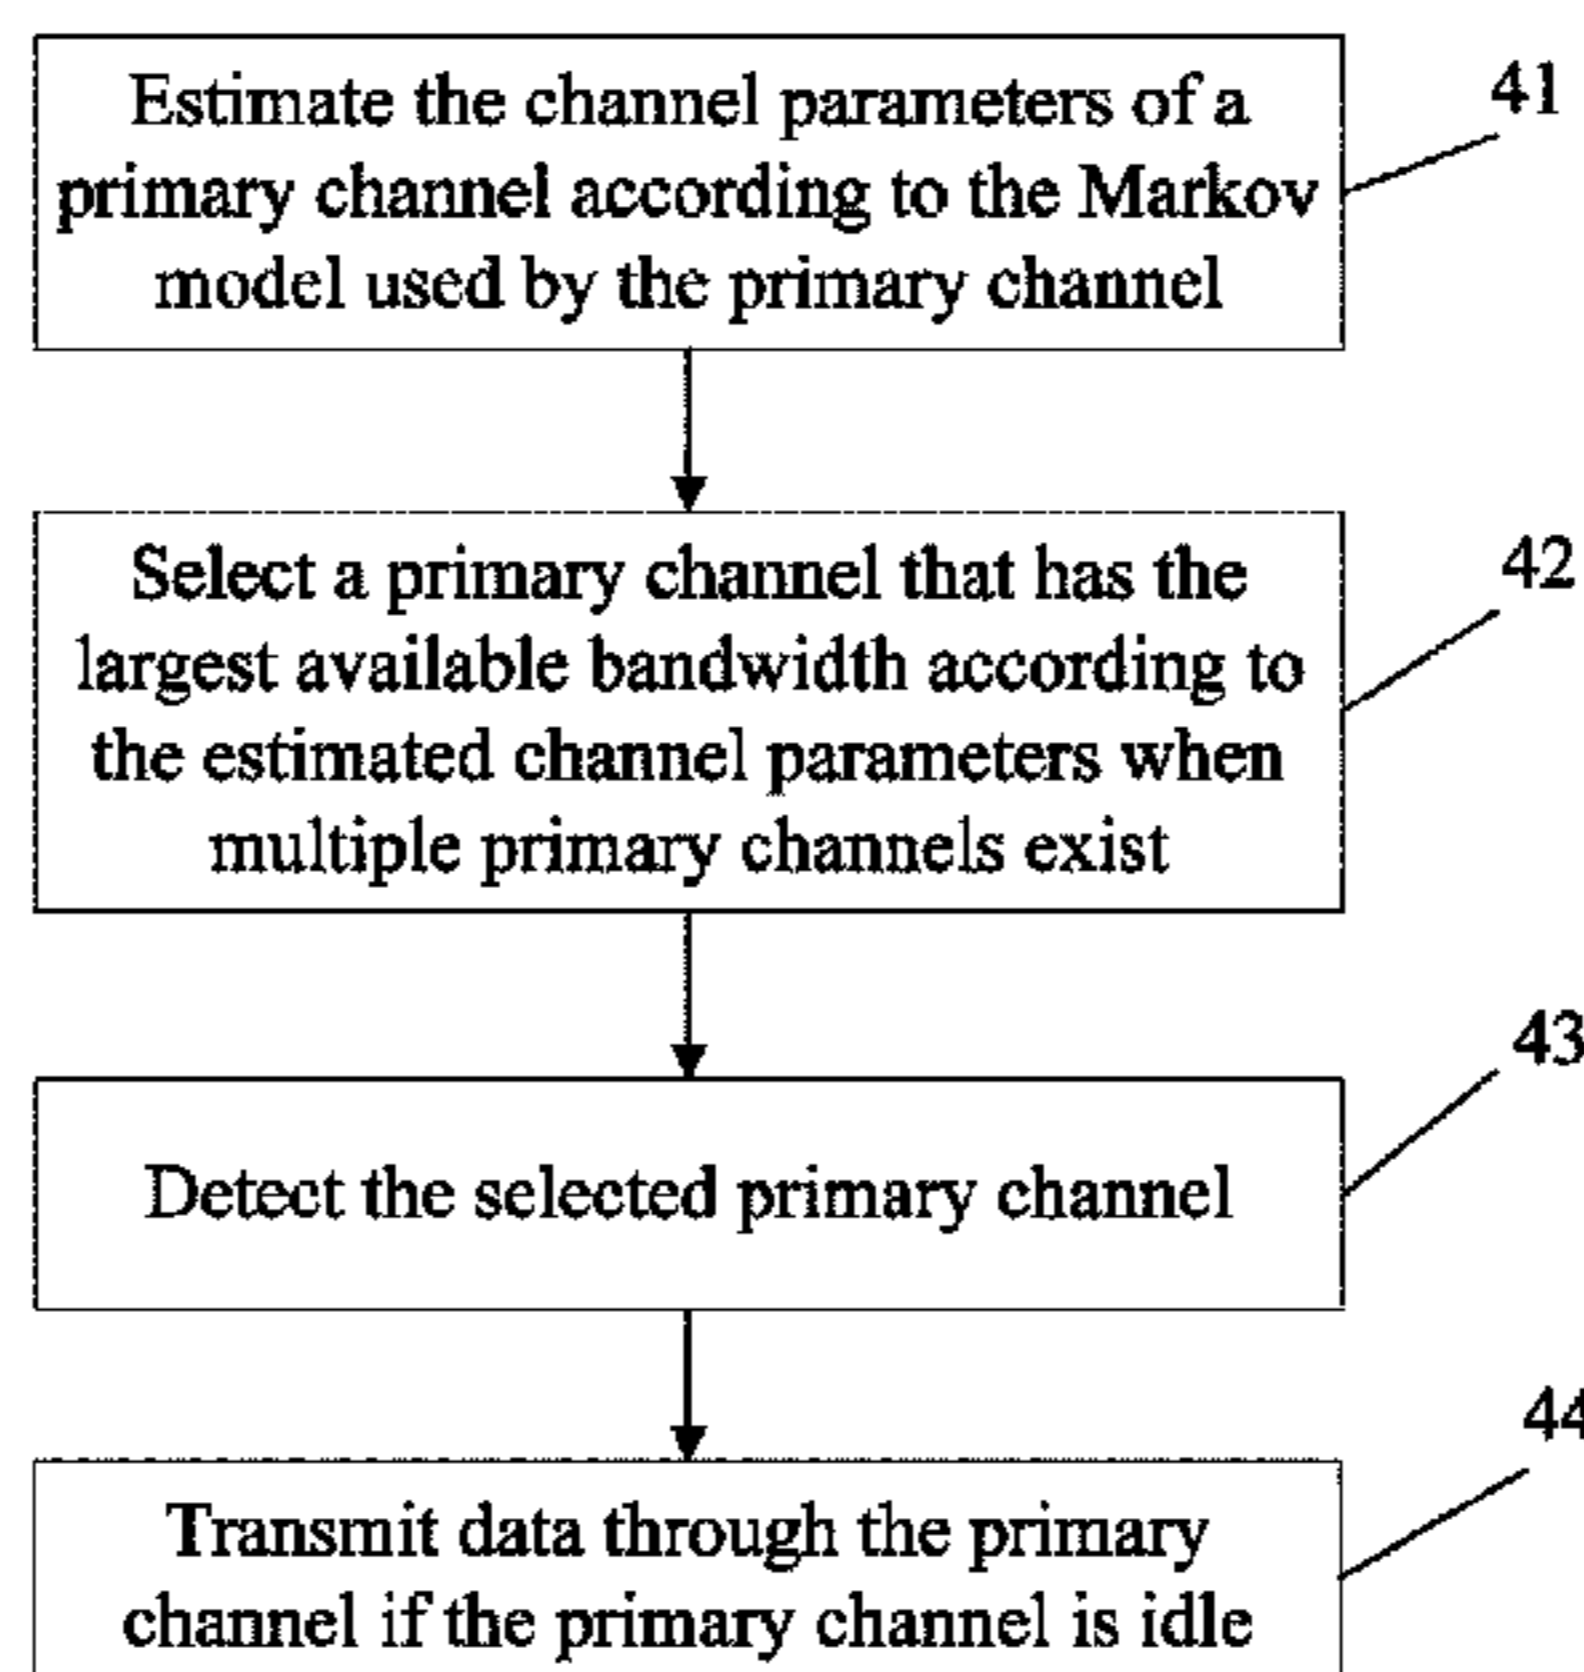 Estimate the channel parameters of a
primary channel according to the Markov
model used by the primary channel
41
Select a primary channel that has the
largest available bandwidth according to
the estimated channel parameters when
multiple primary channels exist
42
Detect the selected primary channel
43
Transmit data through the primary
channel if the primary channel is idle
44